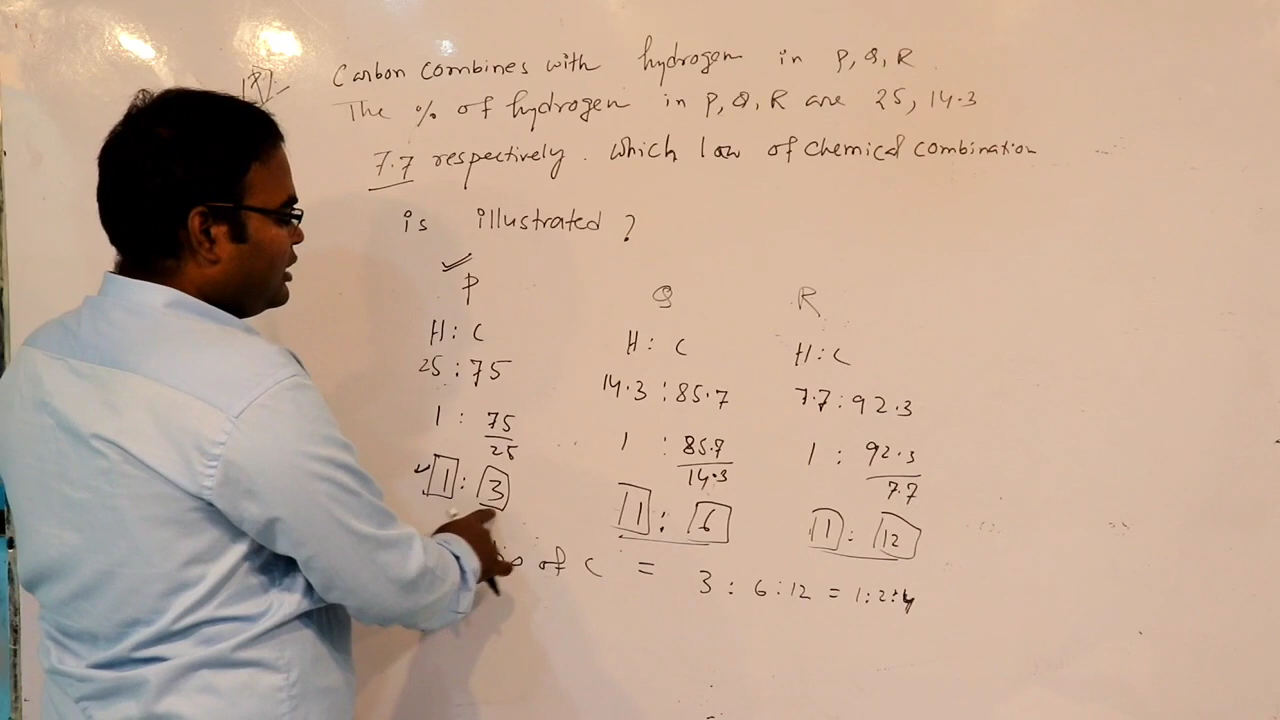 Carbon combines with hydrogen in P, Q, R
The % of hydrogen in P, Q, R are 25, 14.3
7.7 respectively. which law of chemical combination
is illustrated?
P Q R
H : C H : C H : C
25 : 75 14.3 : 85.7 7.7 : 92.3
1 : 75/25 1 : 85.7/14.3 1 : 92.3/7.7
1 : 3 1 : 6 1 : 12
of C = 3 : 6 : 12 = 1 : 2 : 4